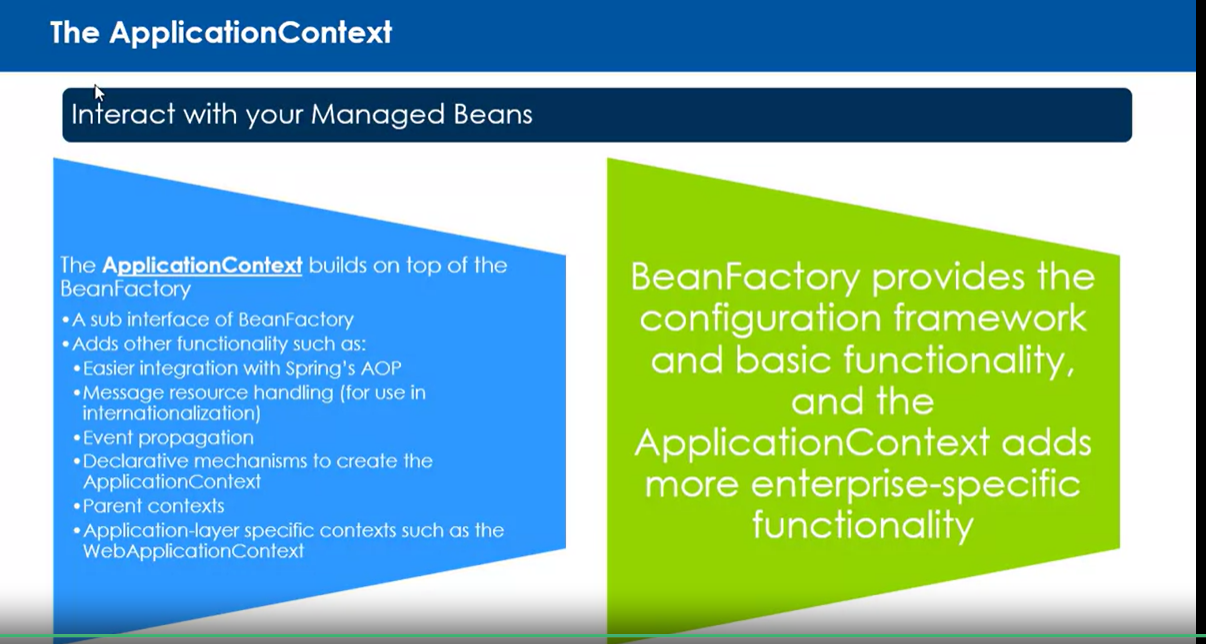 The ApplicationContext
Interact with your Managed Beans
The ApplicationContext builds on top of the
BeanFactory
•A sub interface of BeanFactory
•Adds other functionality such as:
•Easier integration with Spring's AOP
•Message resource handling (for use in
internationalization)
•Event propagation
•Declarative mechanisms to create the
ApplicationContext
•Parent contexts
•Application-layer specific contexts such as the
WebApplicationContext
BeanFactory provides the
configuration framework
and basic functionality,
and the
ApplicationContext adds
more enterprise-specific
functionality